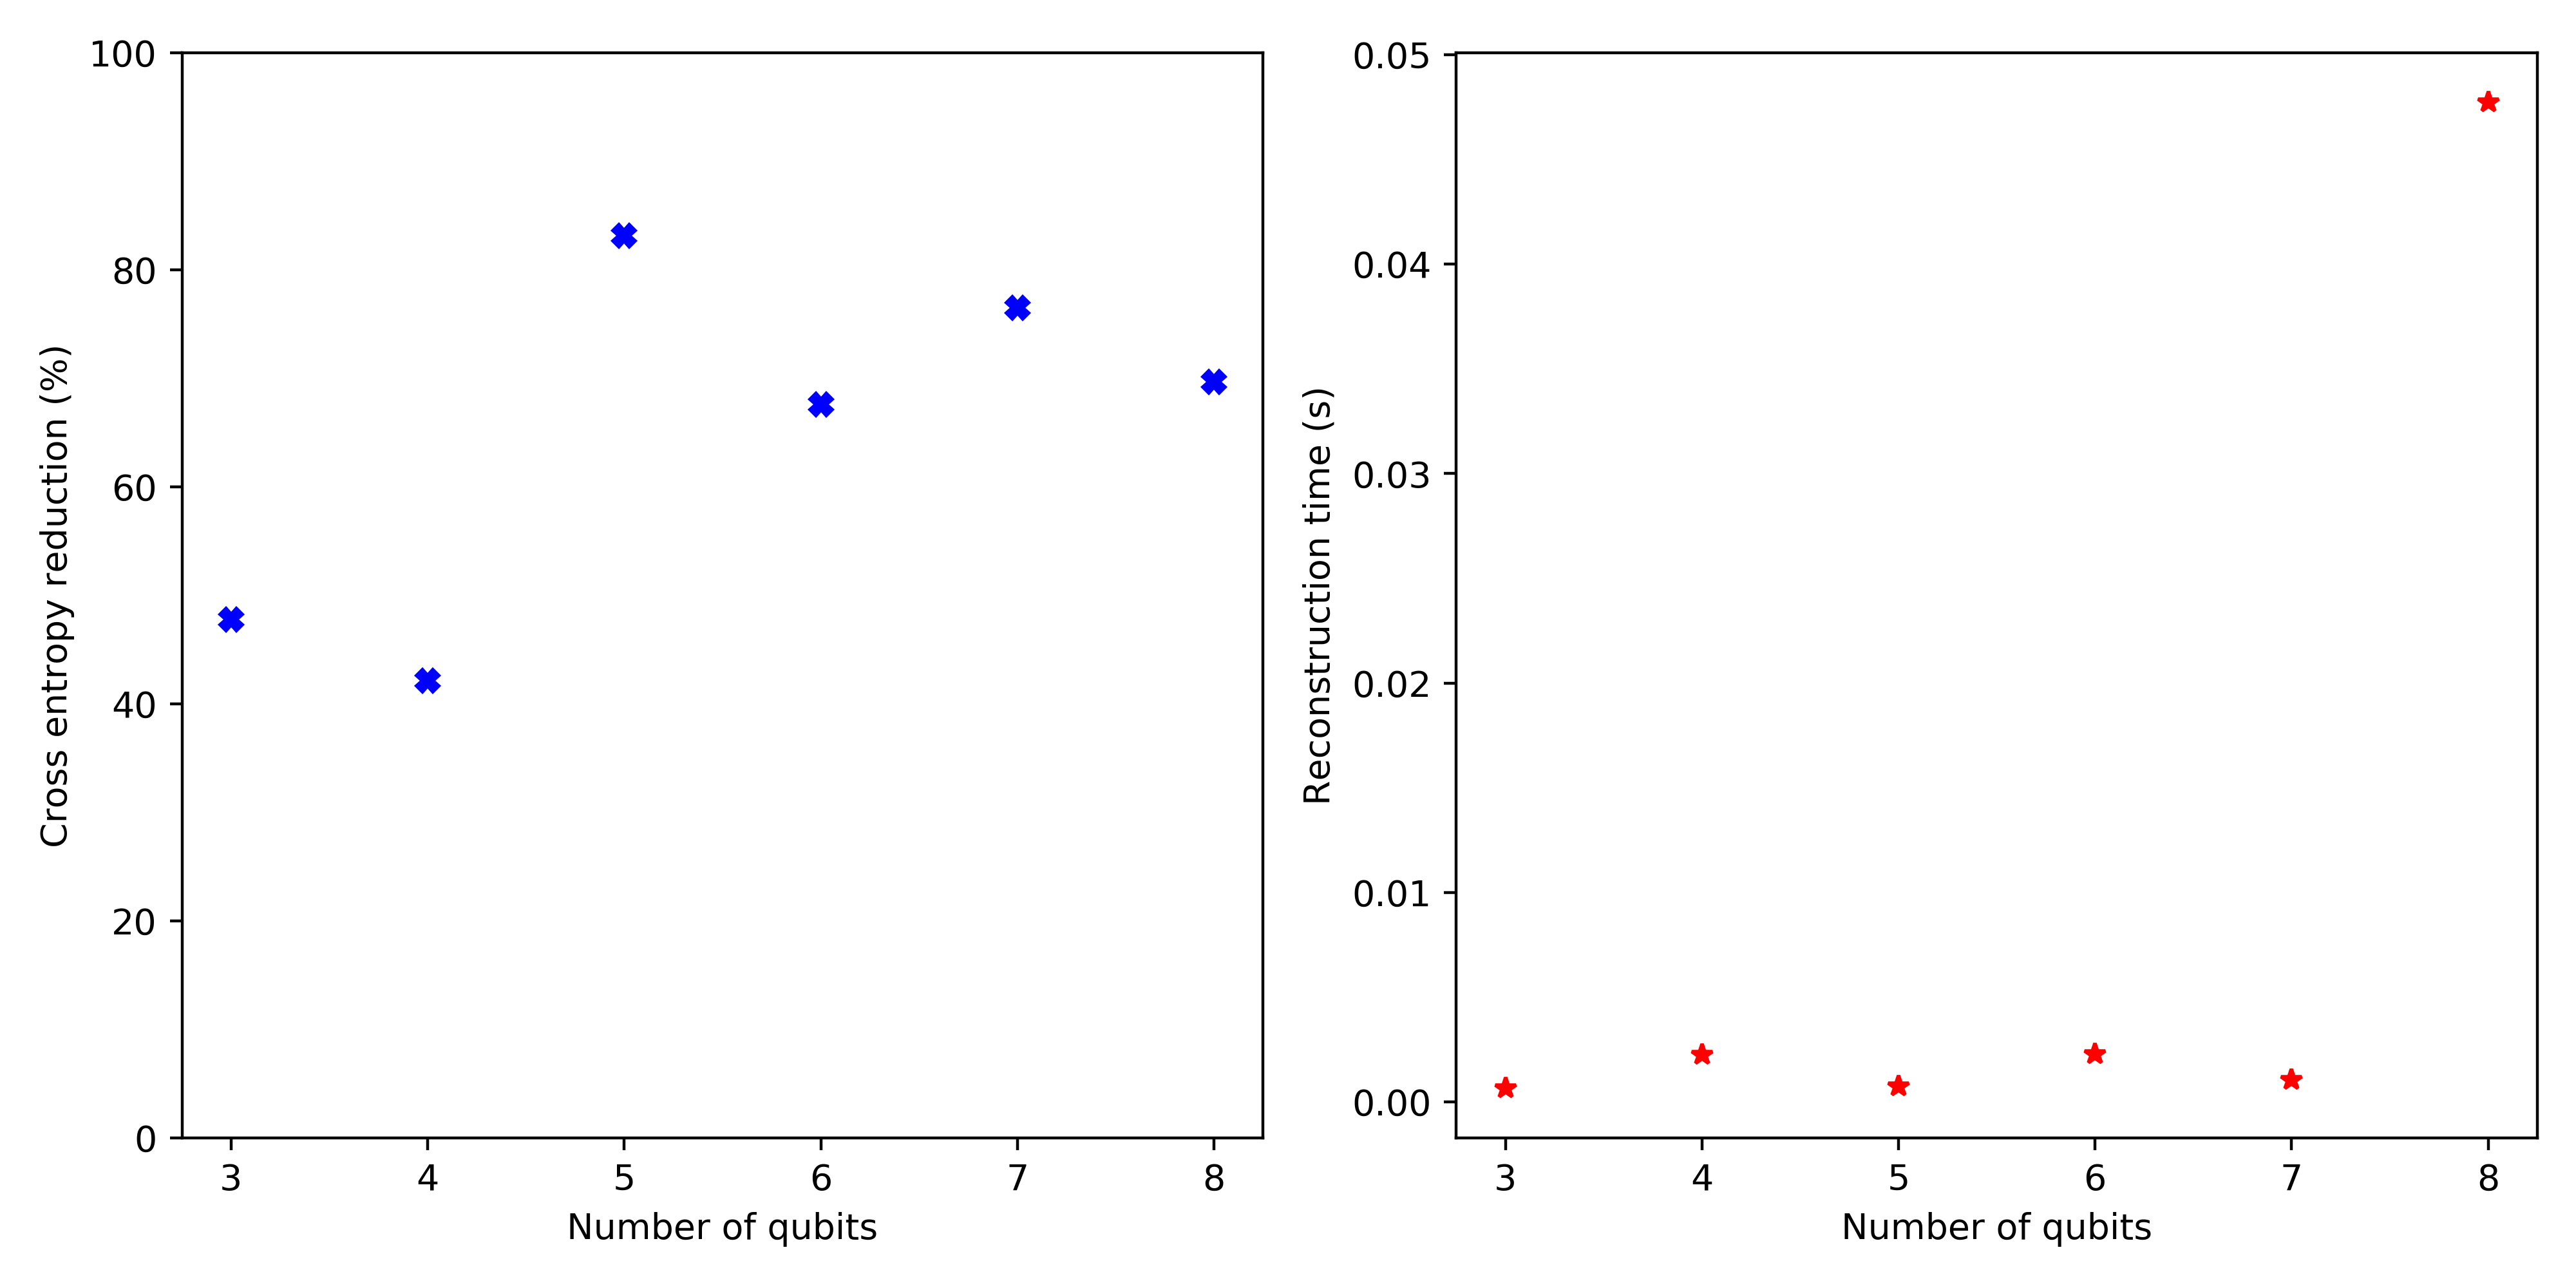 Cross entropy reduction (%)
100
80
60
40
20
0
3 4 5 6 7 8
Number of qubits
Reconstruction time (s)
0.05
0.04
0.03
0.02
0.01
0.00
3 4 5 6 7 8
Number of qubits